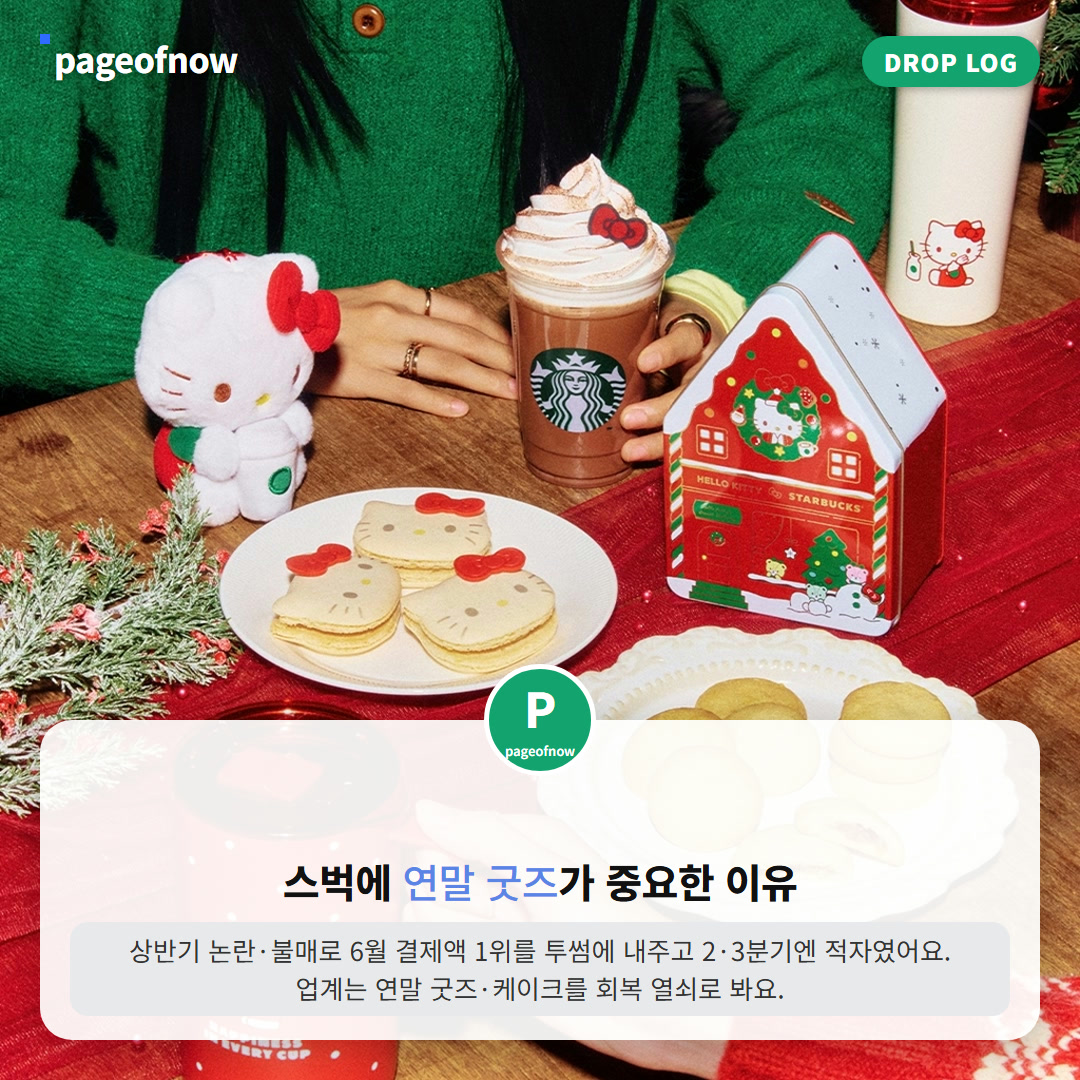 pageofnow
DROP LOG
HELLO KITTY STARBUCKS
P
pageofnow
스벅에 연말 굿즈가 중요한 이유
상반기 논란·불매로 6월 결제액 1위를 투썸에 내주고 2·3분기엔 적자였어요.
업계는 연말 굿즈·케이크를 회복 열쇠로 봐요.
EVERY CUP